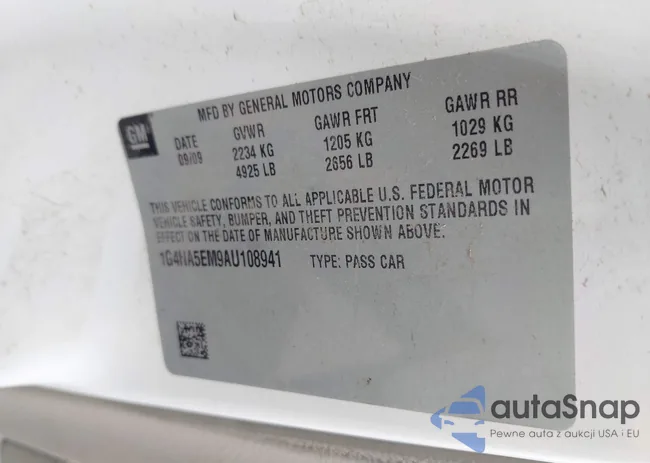 MFD BY GENERAL MOTORS COMPANY
GM
DATE GVWR GAWR FRT GAWR RR
09/09 2234 KG 1205 KG 1029 KG
4925 LB 2656 LB 2269 LB
THIS VEHICLE CONFORMS TO ALL APPLICABLE U.S. FEDERAL MOTOR
VEHICLE SAFETY, BUMPER, AND THEFT PREVENTION STANDARDS IN
EFFECT ON THE DATE OF MANUFACTURE SHOWN ABOVE.
1G4HA5EM9AU108941 TYPE: PASS CAR
autaSnap
Pewne auta z aukcji USA i EU